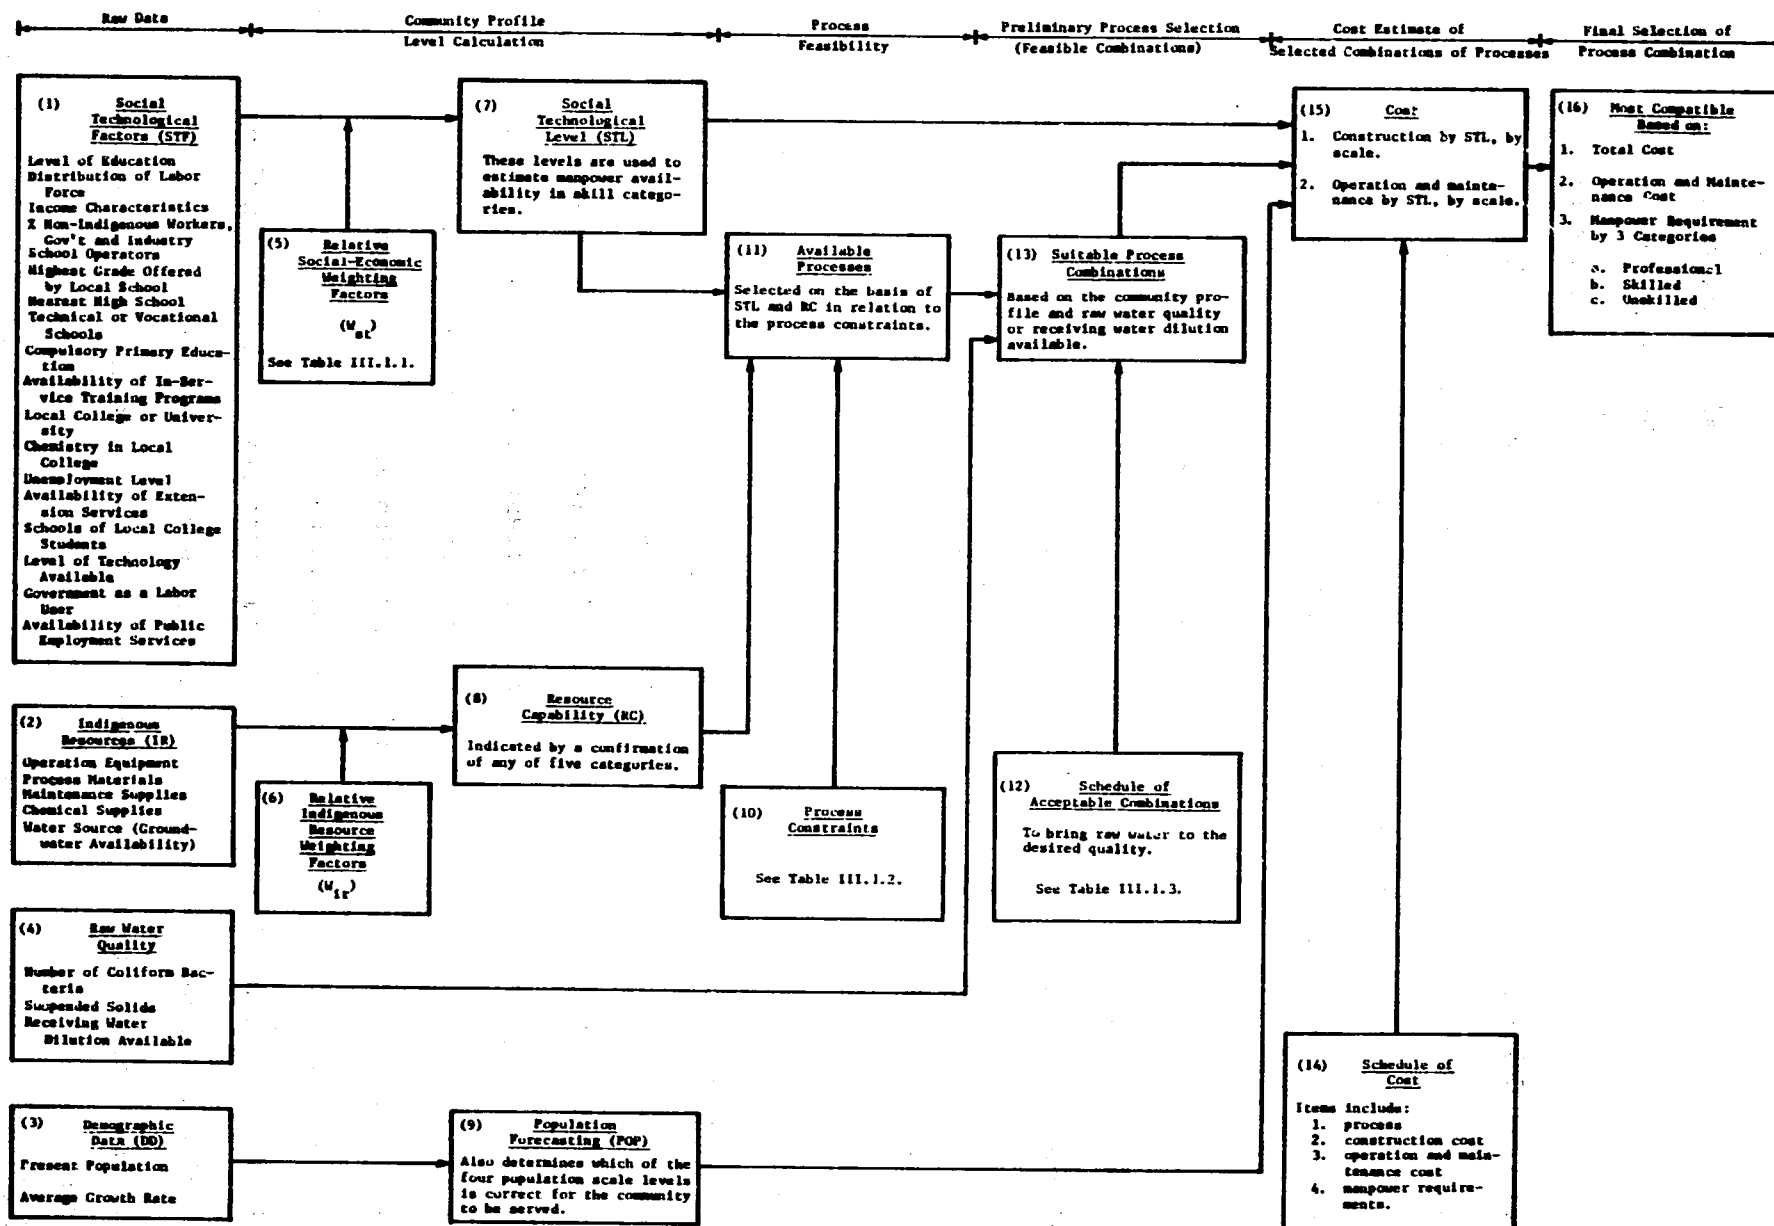 Raw Data
Community Profile
Level Calculation
Process
Feasibility
Preliminary Process Selection
(Feasible Combinations)
Cost Estimate of
Selected Combinations of Processes
Final Selection of
Process Combination
(1) Social
Technological
Factors (STF)
Level of Education
Distribution of Labor
Force
Income Characteristics
% Non-Indigenous Workers,
Gov't and Industry
School Operators
Highest Grade Offered
by Local School
Nearest High School
Technical or Vocational
Schools
Compulsory Primary Educa-
tion
Availability of In-Ser-
vice Training Programs
Local College or Univer-
sity
Chemistry in Local
College
Unemployment Level
Availability of Exten-
sion Services
Schools of Local College
Students
Level of Technology
Available
Government as a Labor
User
Availability of Public
Employment Services
(2) Indigenous
Resources (IR)
Operation Equipment
Process Materials
Maintenance Supplies
Chemical Supplies
Water Source (Ground-
water Availability)
(4) Raw Water
Quality
Number of Coliform Bac-
teria
Suspended Solids
Receiving Water
Dilution Available
(3) Demographic
Data (DD)
Present Population
Average Growth Rate
(5) Relative
Social-Economic
Weighting
Factors
(W_st)
See Table III.1.1.
(6) Relative
Indigenous
Resource
Weighting
Factors
(W_ir)
(7) Social
Technological
Level (STL)
These levels are used to
estimate manpower avail-
ability in skill catego-
ries.
(8) Resource
Capability (RC)
Indicated by a confirmation
of any of five categories.
(9) Population
Forecasting (POP)
Also determines which of the
four population scale levels
is correct for the community
to be served.
(11) Available
Processes
Selected on the basis of
STL and RC in relation to
the process constraints.
(10) Process
Constraints
See Table III.1.2.
(13) Suitable Process
Combinations
Based on the community pro-
file and raw water quality
or receiving water dilution
available.
(12) Schedule of
Acceptable Combinations
To bring raw water to the
desired quality.
See Table III.1.3.
(15) Cost
1. Construction by STL, by
scale.
2. Operation and mainte-
nance by STL, by scale.
(14) Schedule of
Cost
Items include:
1. process
2. construction cost
3. operation and main-
tenance cost
4. manpower require-
ments.
(16) Most Compatible
Based on:
1. Total Cost
2. Operation and Mainte-
nance Cost
3. Manpower Requirement
by 3 Categories
a. Professional
b. Skilled
c. Unskilled